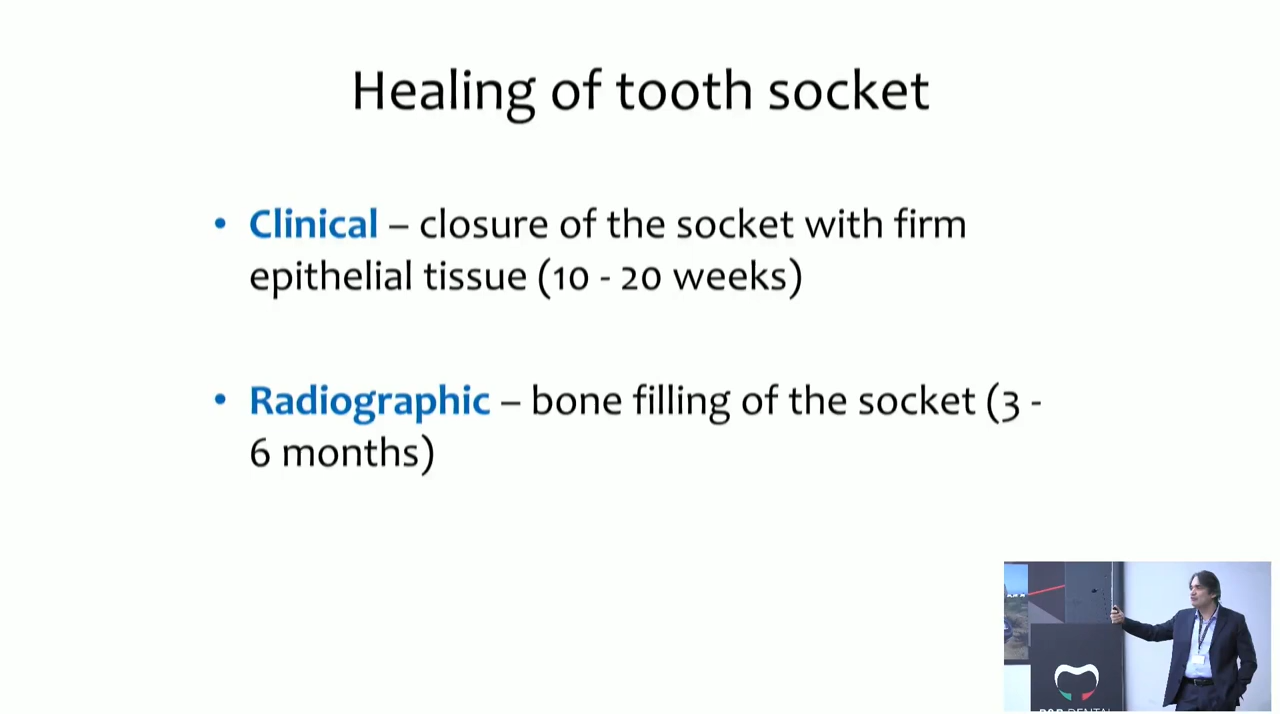 Healing of tooth socket
• Clinical – closure of the socket with firm
epithelial tissue (10 - 20 weeks)
• Radiographic – bone filling of the socket (3 -
6 months)